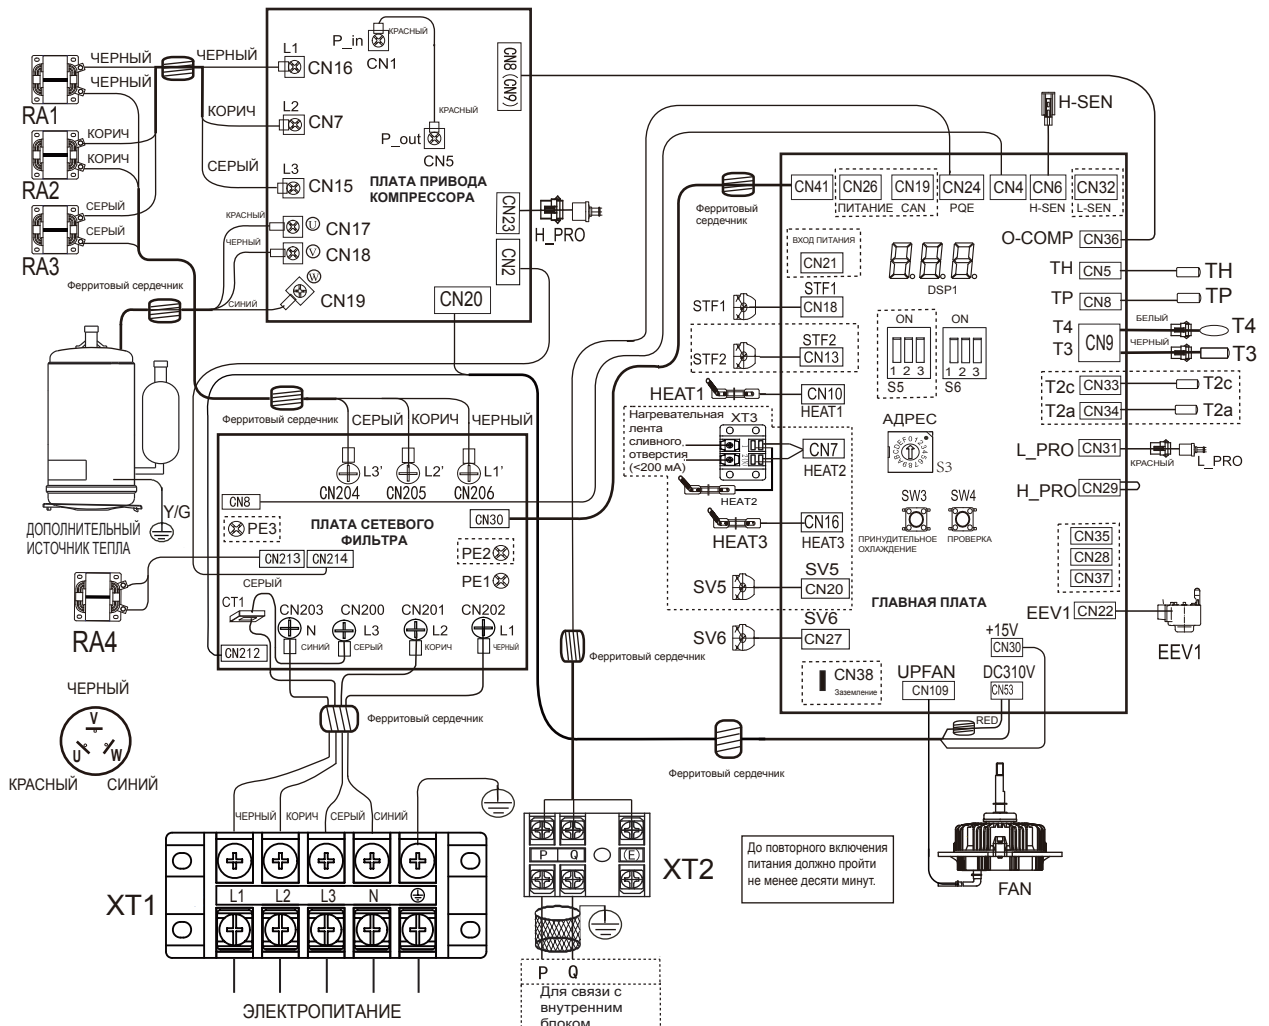 ЧЕРНЫЙ
ЧЕРНЫЙ
L1
CN16
P_in
КРАСНЫЙ
CN1
CN8 (CN9)
ЧЕРНЫЙ
RA1
КОРИЧ
L2
CN7
КОРИЧ
КРАСНЫЙ
P_out
CN5
H-SEN
КОРИЧ
RA2
СЕРЫЙ
L3
CN15
ПЛАТА ПРИВОДА
КОМПРЕССОРА
СЕРЫЙ
СЕРЫЙ
RA3
КРАСНЫЙ
U
CN17
ЧЕРНЫЙ
V
CN18
W
CN19
СИНИЙ
CN23
H_PRO
CN2
CN20
Ферритовый сердечник
Ферритовый
сердечник
CN41
CN26
CN19
CN24
CN4
CN6
CN32
ПИТАНИЕ
CAN
PQE
H-SEN
L-SEN
O-COMP
CN36
ВХОД ПИТАНИЯ
CN21
DSP1
TH
CN5
TH
TP
CN8
TP
STF1
STF1
CN18
T4
T3
CN9
БЕЛЫЙ
T4
ЧЕРНЫЙ
T3
STF2
STF2
CN13
ON
1 2 3
S5
ON
1 2 3
S6
T2c
CN33
T2c
T2a
CN34
T2a
HEAT1
CN10
HEAT1
Ферритовый сердечник
СЕРЫЙ
КОРИЧ
ЧЕРНЫЙ
Нагревательная
лента
сливного
отверстия
(<200 мА)
XT3
CN7
HEAT2
HEAT2
АДРЕС
0123456789ABCDEF
S3
L_PRO
CN31
КРАСНЫЙ
L_PRO
H_PRO
CN29
L3'
L2'
L1'
CN204
CN205
CN206
CN8
CN30
PE3
ПЛАТА СЕТЕВОГО
ФИЛЬТРА
PE2
PE1
CN213
CN214
Y/G
ДОПОЛНИТЕЛЬНЫЙ
ИСТОЧНИК ТЕПЛА
HEAT3
CN16
HEAT3
SW3
SW4
ПРИНУДИТЕЛЬНОЕ
ОХЛАЖДЕНИЕ
ПРОВЕРКА
CN35
CN28
CN37
СЕРЫЙ
CT1
RA4
CN203
CN200
CN201
CN202
N
L3
L2
L1
СИНИЙ
СЕРЫЙ
КОРИЧ
ЧЕРНЫЙ
CN212
SV5
SV5
CN20
ГЛАВНАЯ ПЛАТА
EEV1
CN22
EEV1
SV6
SV6
CN27
+15V
CN30
Ферритовый сердечник
CN38
Заземление
UPFAN
CN109
DC310V
CN53
RED
ЧЕРНЫЙ
V
U
W
КРАСНЫЙ
СИНИЙ
Ферритовый сердечник
Ферритовый сердечник
ЧЕРНЫЙ
КОРИЧ
СЕРЫЙ
СИНИЙ
XT1
L1
L2
L3
N
P
Q
(E)
XT2
До повторного включения
питания должно пройти
не менее десяти минут.
FAN
P
Q
Для связи с
внутренним
блоком
ЭЛЕКТРОПИТАНИЕ